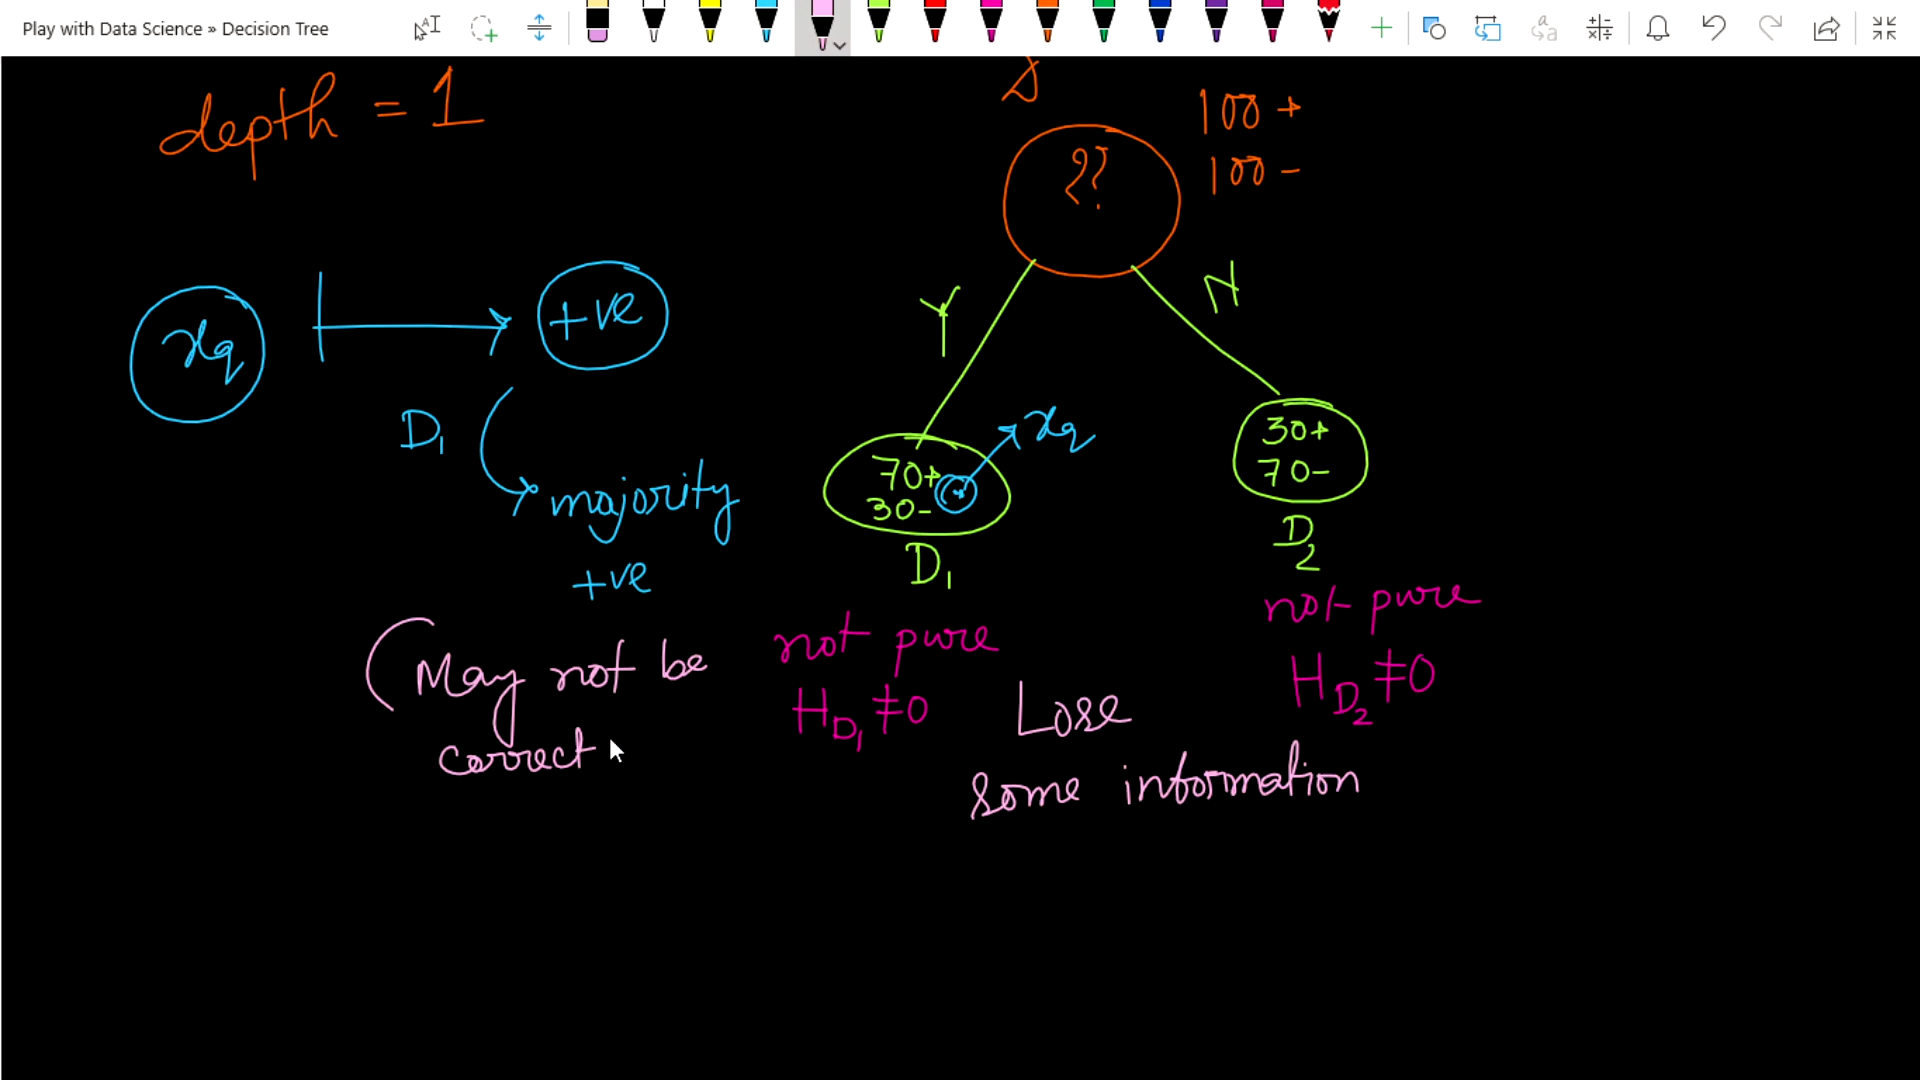 Play with Data Science » Decision Tree
depth = 1
D
100 +
100 -
??
Y
N
xq
+ve
D1
majority
+ve
(May not be
correct
xq
70+
30-
D1
30+
70-
D2
not pure
HD1 ≠0
not pure
HD2 ≠0
Lose
some information